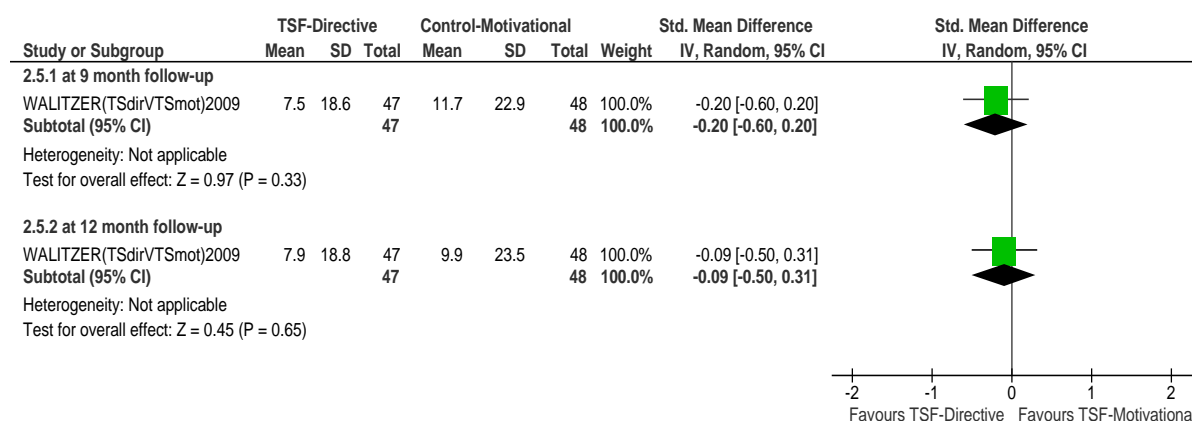 TSF-Directive Control-Motivational Std. Mean Difference Std. Mean Difference
Study or Subgroup Mean SD Total Mean SD Total Weight IV, Random, 95% CI IV, Random, 95% CI
2.5.1 at 9 month follow-up
WALITZER(TSdirVTSmot)2009 7.5 18.6 47 11.7 22.9 48 100.0% -0.20 [-0.60, 0.20]
Subtotal (95% CI) 47 48 100.0% -0.20 [-0.60, 0.20]
Heterogeneity: Not applicable
Test for overall effect: Z = 0.97 (P = 0.33)
2.5.2 at 12 month follow-up
WALITZER(TSdirVTSmot)2009 7.9 18.8 47 9.9 23.5 48 100.0% -0.09 [-0.50, 0.31]
Subtotal (95% CI) 47 48 100.0% -0.09 [-0.50, 0.31]
Heterogeneity: Not applicable
Test for overall effect: Z = 0.45 (P = 0.65)
-2 -1 0 1 2
Favours TSF-Directive Favours TSF-Motivationa